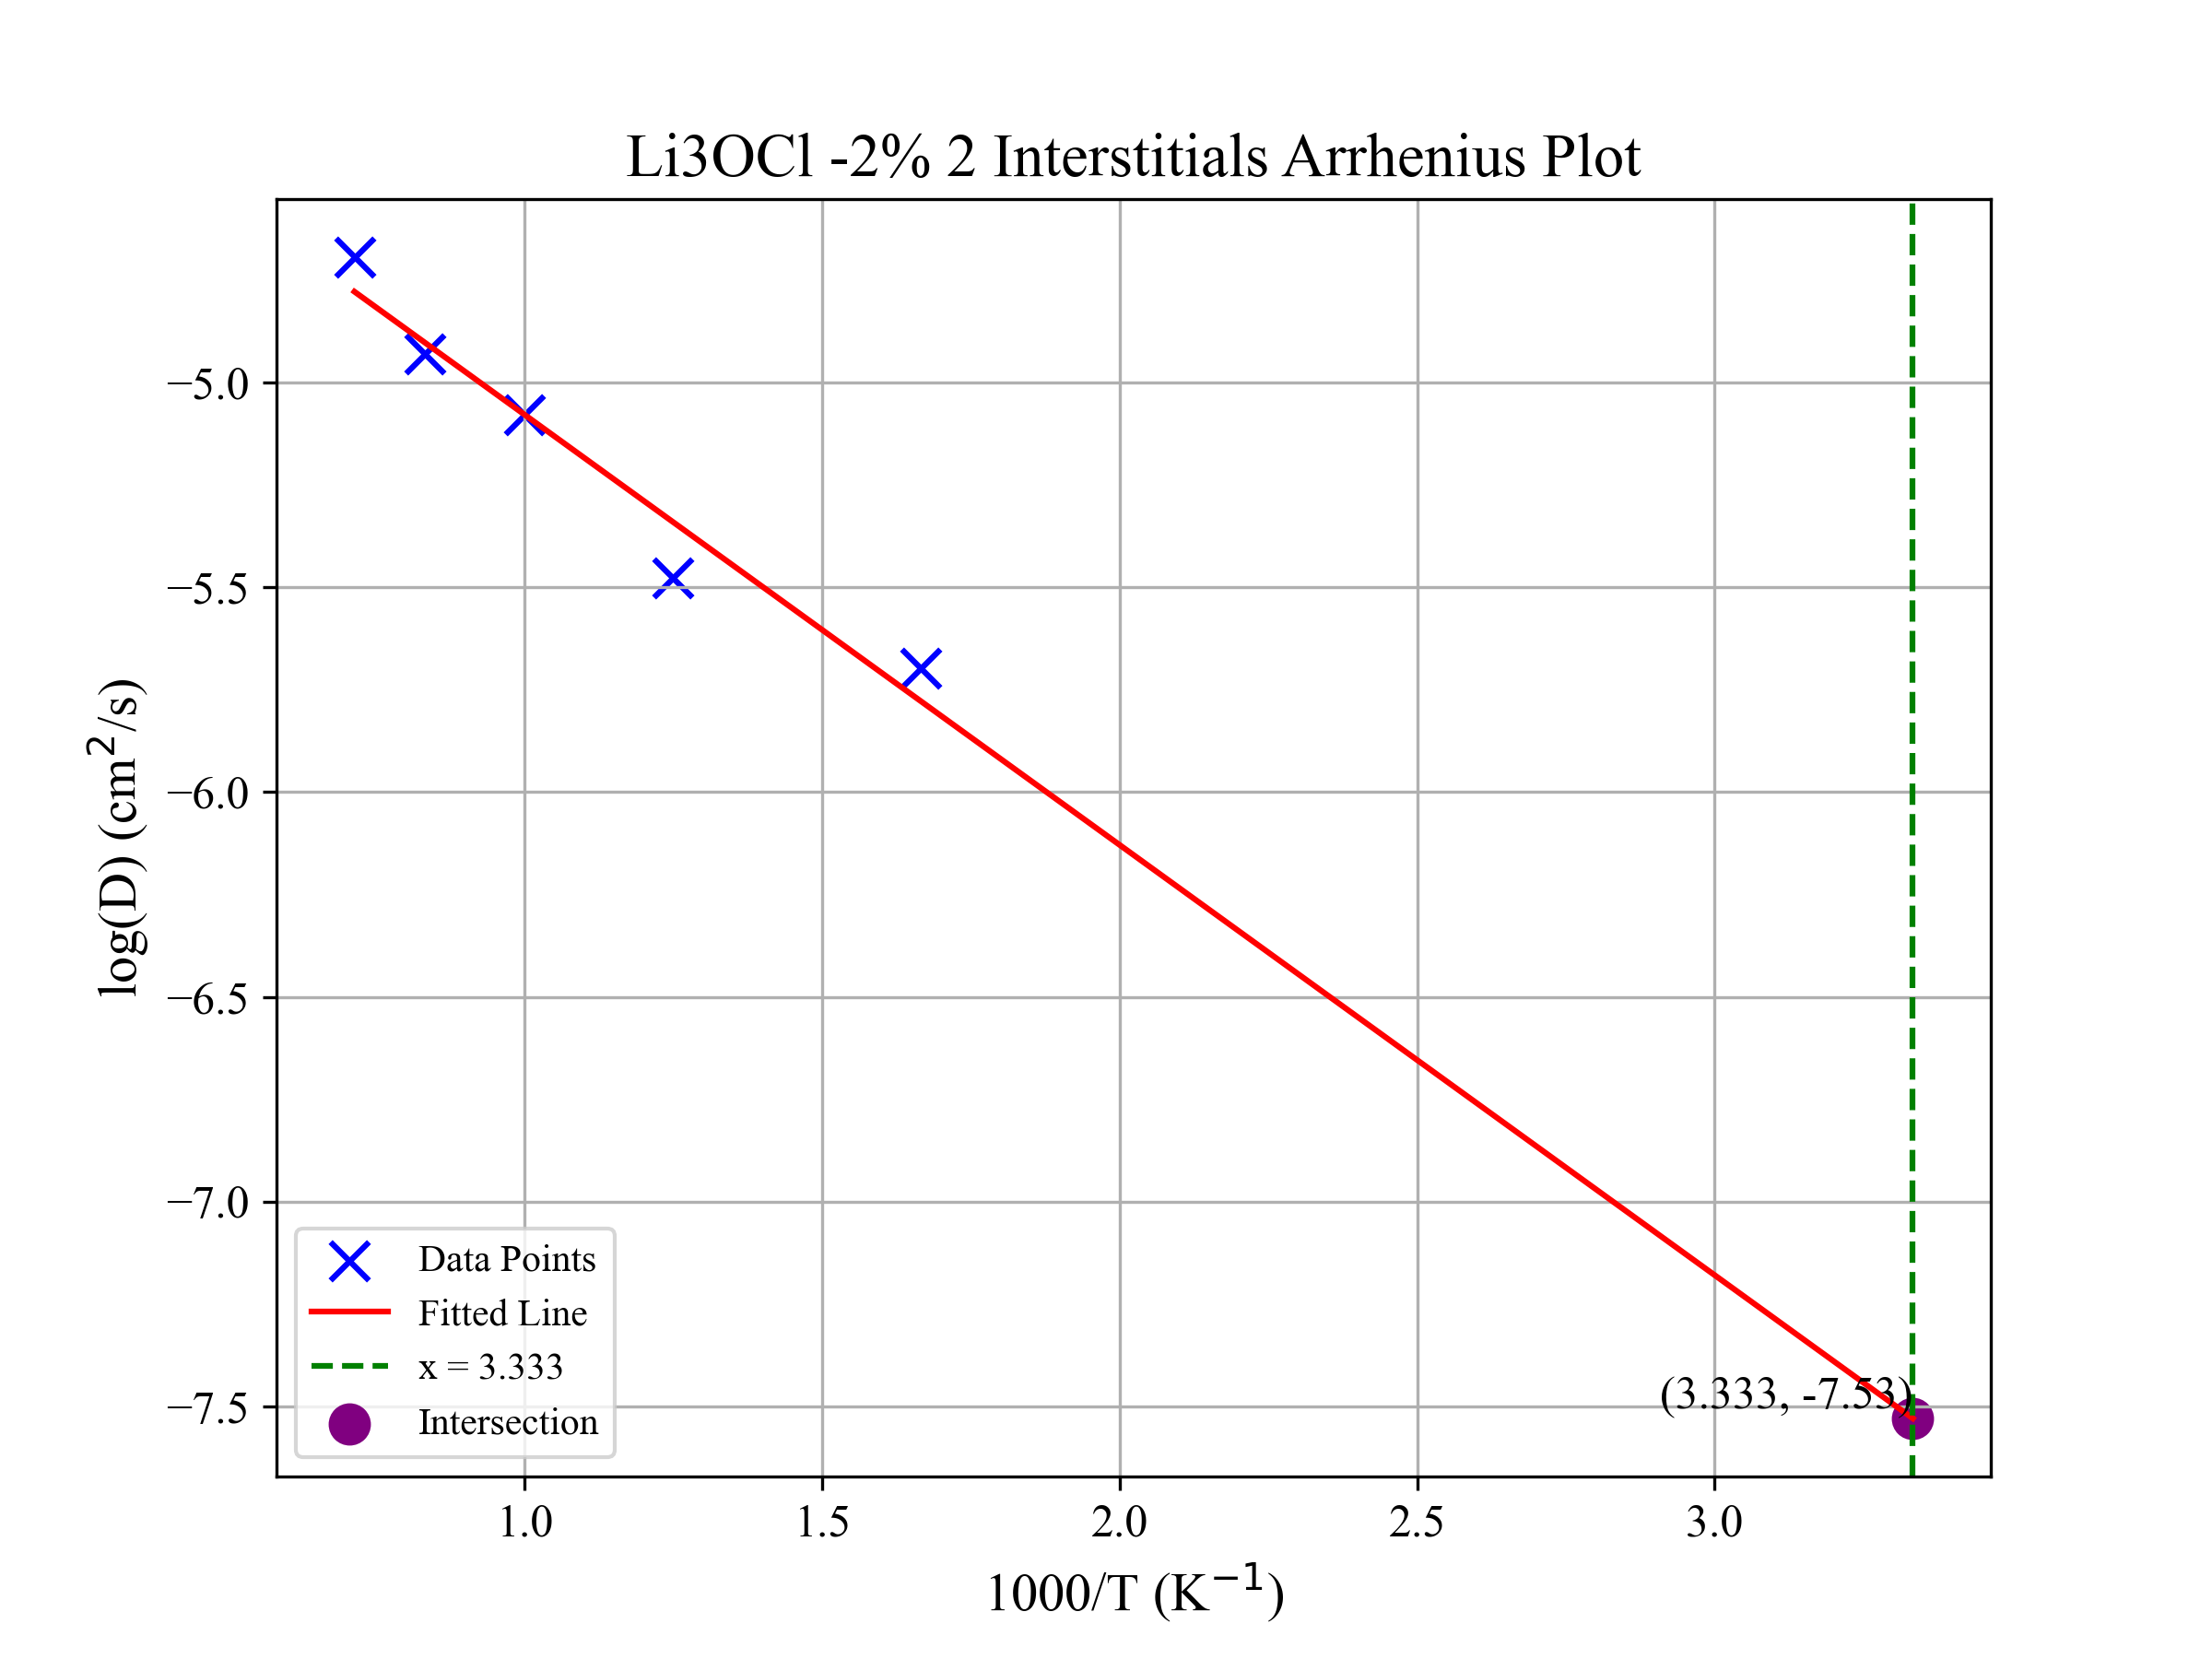 Li3OCl -2% 2 Interstitials Arrhenius Plot
log(D) (cm²/s)
−5.0
−5.5
−6.0
−6.5
−7.0
−7.5
(3.333, -7.53)
Data Points
Fitted Line
x = 3.333
Intersection
1.0 1.5 2.0 2.5 3.0
1000/T (K⁻¹)